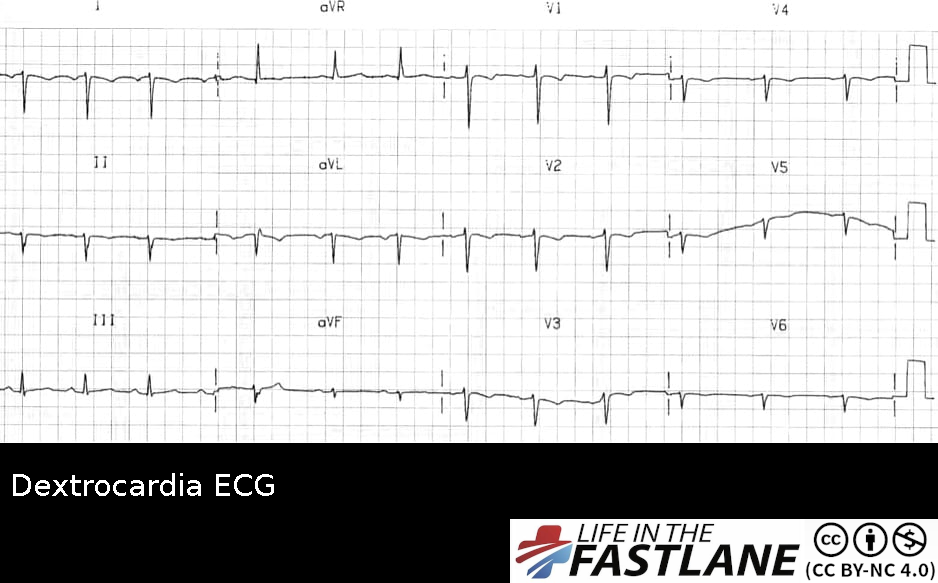 I aVR V1 V4
II aVL V2 V5
III aVF V3 V6
Dextrocardia ECG
LIFE IN THE
FASTLANE
cc
(CC BY-NC 4.0)